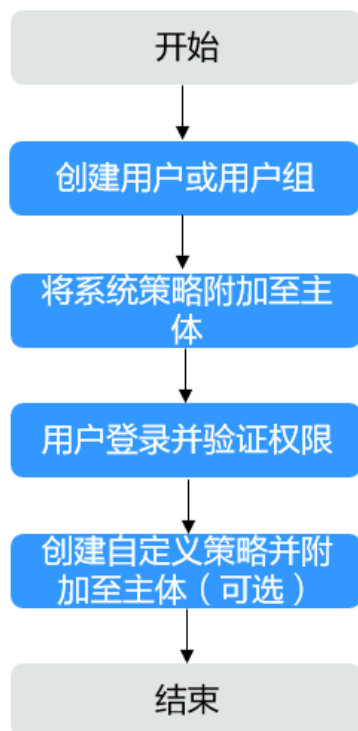 开始
创建用户或用户组
将系统策略附加至主
体
用户登录并验证权限
创建自定义策略并附
加至主体（可选）
结束